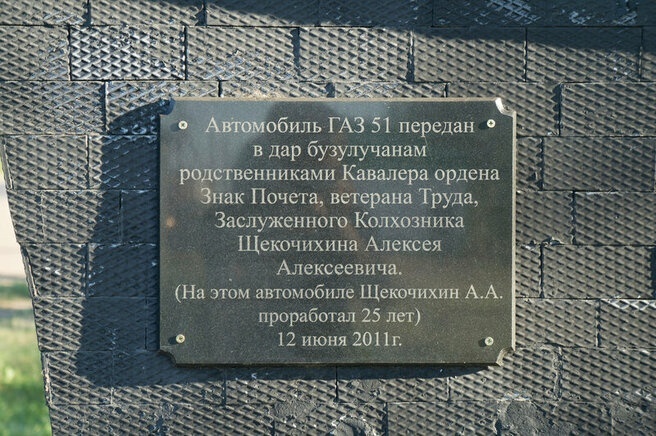 Автомобиль ГАЗ 51 передан
в дар бузулучанам
родственниками Кавалера ордена
Знак Почета, ветерана Труда,
Заслуженного Колхозника
Щекочихина Алексея
Алексеевича.
(На этом автомобиле Щекочихин А.А.
проработал 25 лет)
12 июня 2011г.